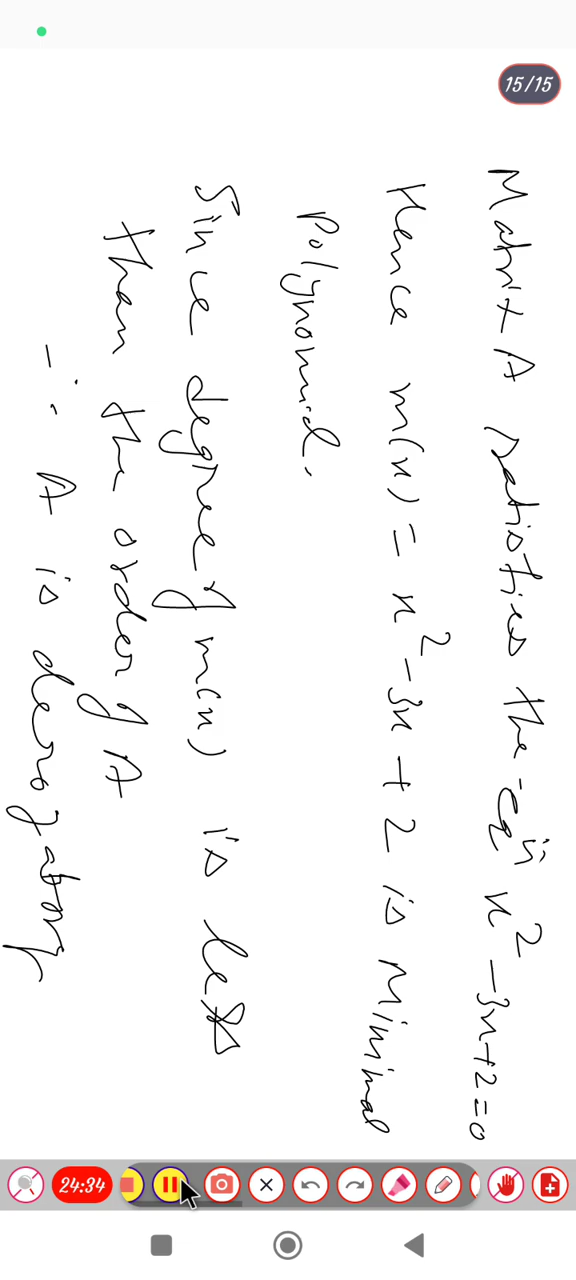 15/15
Matrix A satisfies the eqⁿ x² - 3x + 2 = 0
Hence m(x) = x² - 3x + 2 is Minimal
Polynomial.
Since degree of m(x) is less
than the order of A
∴ A is derogatory
24:34